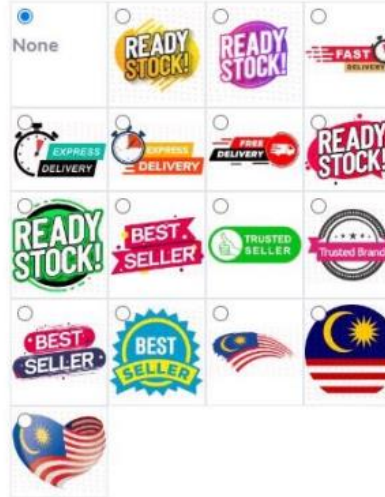 None
READY
STOCK!
READY
STOCK!
FAST
DELIVERY
EXPRESS
DELIVERY
EXPRESS
DELIVERY
FREE
DELIVERY
READY
STOCK!
READY
STOCK!
BEST
SELLER
TRUSTED
SELLER
Trusted Brand
BEST
SELLER
BEST
SELLER